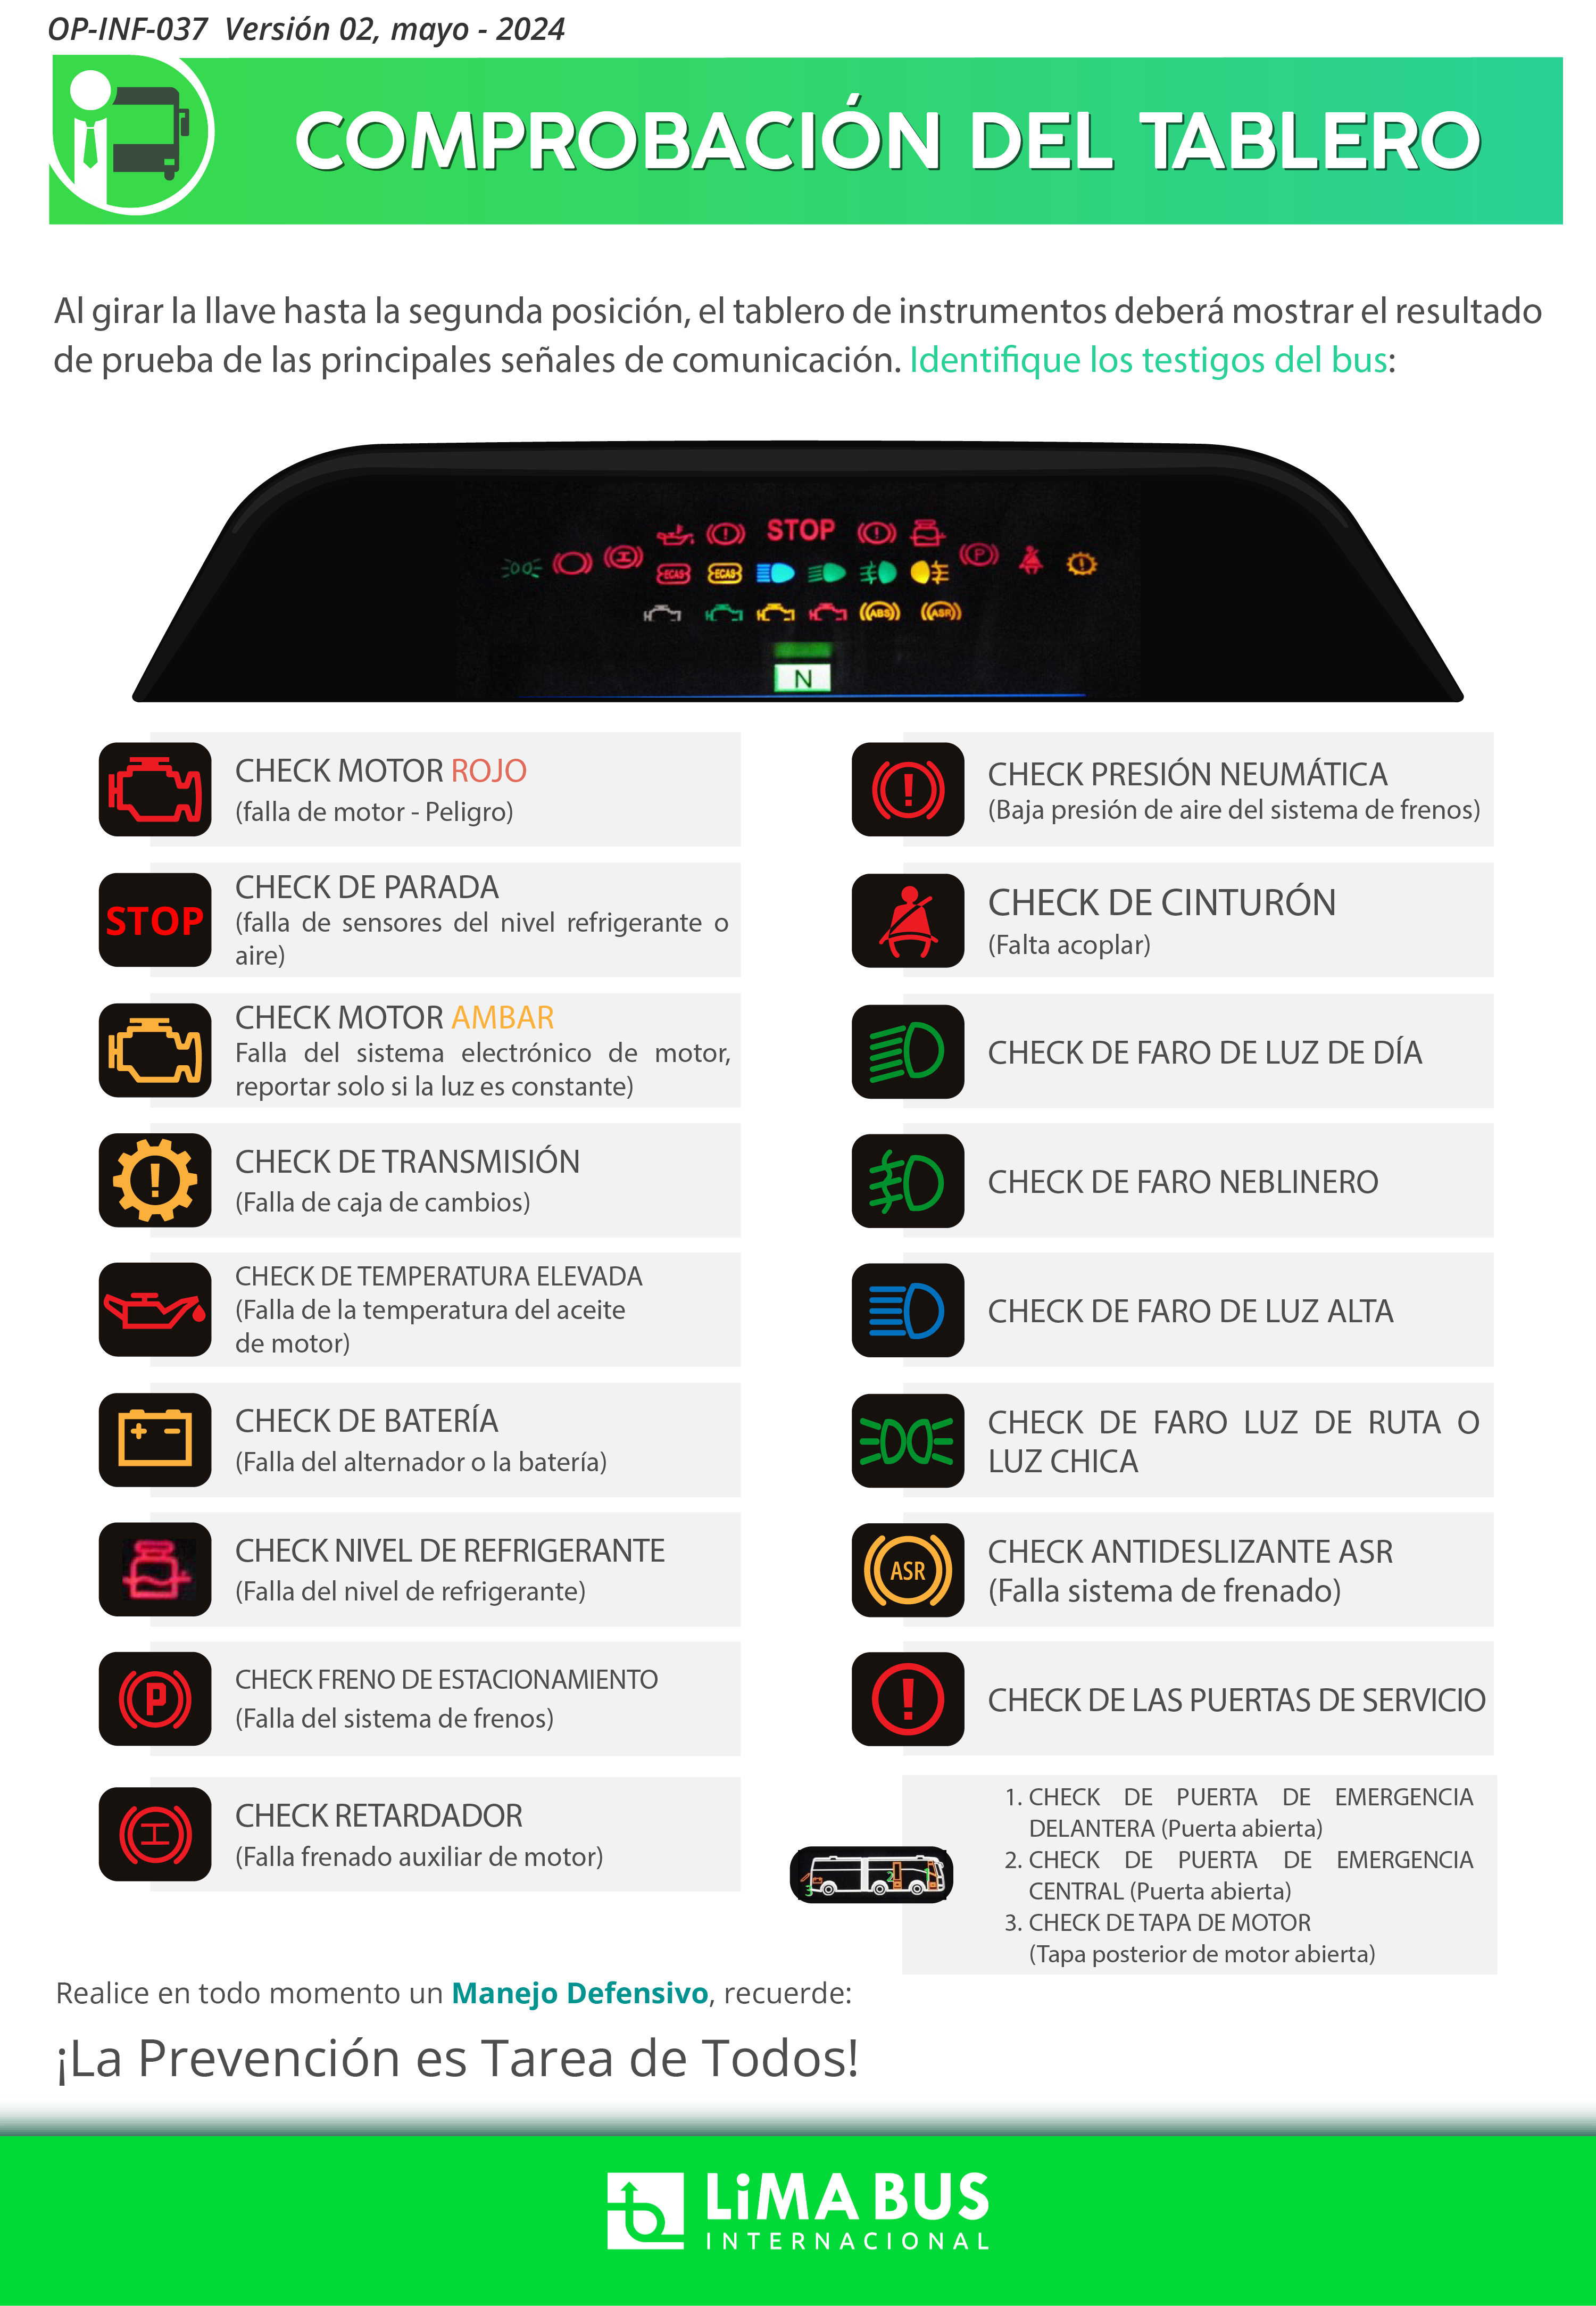 OP-INF-037  Versión 02, mayo - 2024
COMPROBACIÓN DEL TABLERO
Al girar la llave hasta la segunda posición, el tablero de instrumentos deberá mostrar el resultado
de prueba de las principales señales de comunicación. Identifique los testigos del bus:
STOP
P
ECAS
ECAS
ABS
ASR
N
CHECK MOTOR ROJO
(falla de motor - Peligro)
STOP
CHECK DE PARADA
(falla de sensores del nivel refrigerante o
aire)
CHECK MOTOR AMBAR
Falla del sistema electrónico de motor,
reportar solo si la luz es constante)
CHECK DE TRANSMISIÓN
(Falla de caja de cambios)
CHECK DE TEMPERATURA ELEVADA
(Falla de la temperatura del aceite
de motor)
CHECK DE BATERÍA
(Falla del alternador o la batería)
CHECK NIVEL DE REFRIGERANTE
(Falla del nivel de refrigerante)
P
CHECK FRENO DE ESTACIONAMIENTO
(Falla del sistema de frenos)
CHECK RETARDADOR
(Falla frenado auxiliar de motor)
CHECK PRESIÓN NEUMÁTICA
(Baja presión de aire del sistema de frenos)
CHECK DE CINTURÓN
(Falta acoplar)
CHECK DE FARO DE LUZ DE DÍA
CHECK DE FARO NEBLINERO
CHECK DE FARO DE LUZ ALTA
CHECK DE FARO LUZ DE RUTA O
LUZ CHICA
ASR
CHECK ANTIDESLIZANTE ASR
(Falla sistema de frenado)
CHECK DE LAS PUERTAS DE SERVICIO
3 2 1
1. CHECK DE PUERTA DE EMERGENCIA
DELANTERA (Puerta abierta)
2. CHECK DE PUERTA DE EMERGENCIA
CENTRAL (Puerta abierta)
3. CHECK DE TAPA DE MOTOR
(Tapa posterior de motor abierta)
Realice en todo momento un Manejo Defensivo, recuerde:
¡La Prevención es Tarea de Todos!
LiMA BUS
INTERNACIONAL